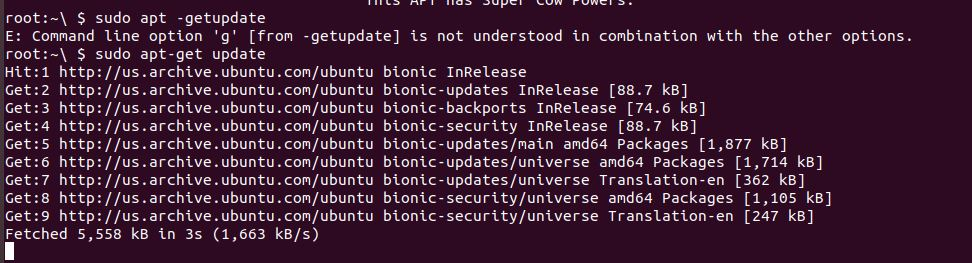 This APT has Super Cow Powers.
root:~\ $ sudo apt -getupdate
E: Command line option 'g' [from -getupdate] is not understood in combination with the other options.
root:~\ $ sudo apt-get update
Hit:1 http://us.archive.ubuntu.com/ubuntu bionic InRelease
Get:2 http://us.archive.ubuntu.com/ubuntu bionic-updates InRelease [88.7 kB]
Get:3 http://us.archive.ubuntu.com/ubuntu bionic-backports InRelease [74.6 kB]
Get:4 http://us.archive.ubuntu.com/ubuntu bionic-security InRelease [88.7 kB]
Get:5 http://us.archive.ubuntu.com/ubuntu bionic-updates/main amd64 Packages [1,877 kB]
Get:6 http://us.archive.ubuntu.com/ubuntu bionic-updates/universe amd64 Packages [1,714 kB]
Get:7 http://us.archive.ubuntu.com/ubuntu bionic-updates/universe Translation-en [362 kB]
Get:8 http://us.archive.ubuntu.com/ubuntu bionic-security/universe amd64 Packages [1,105 kB]
Get:9 http://us.archive.ubuntu.com/ubuntu bionic-security/universe Translation-en [247 kB]
Fetched 5,558 kB in 3s (1,663 kB/s)